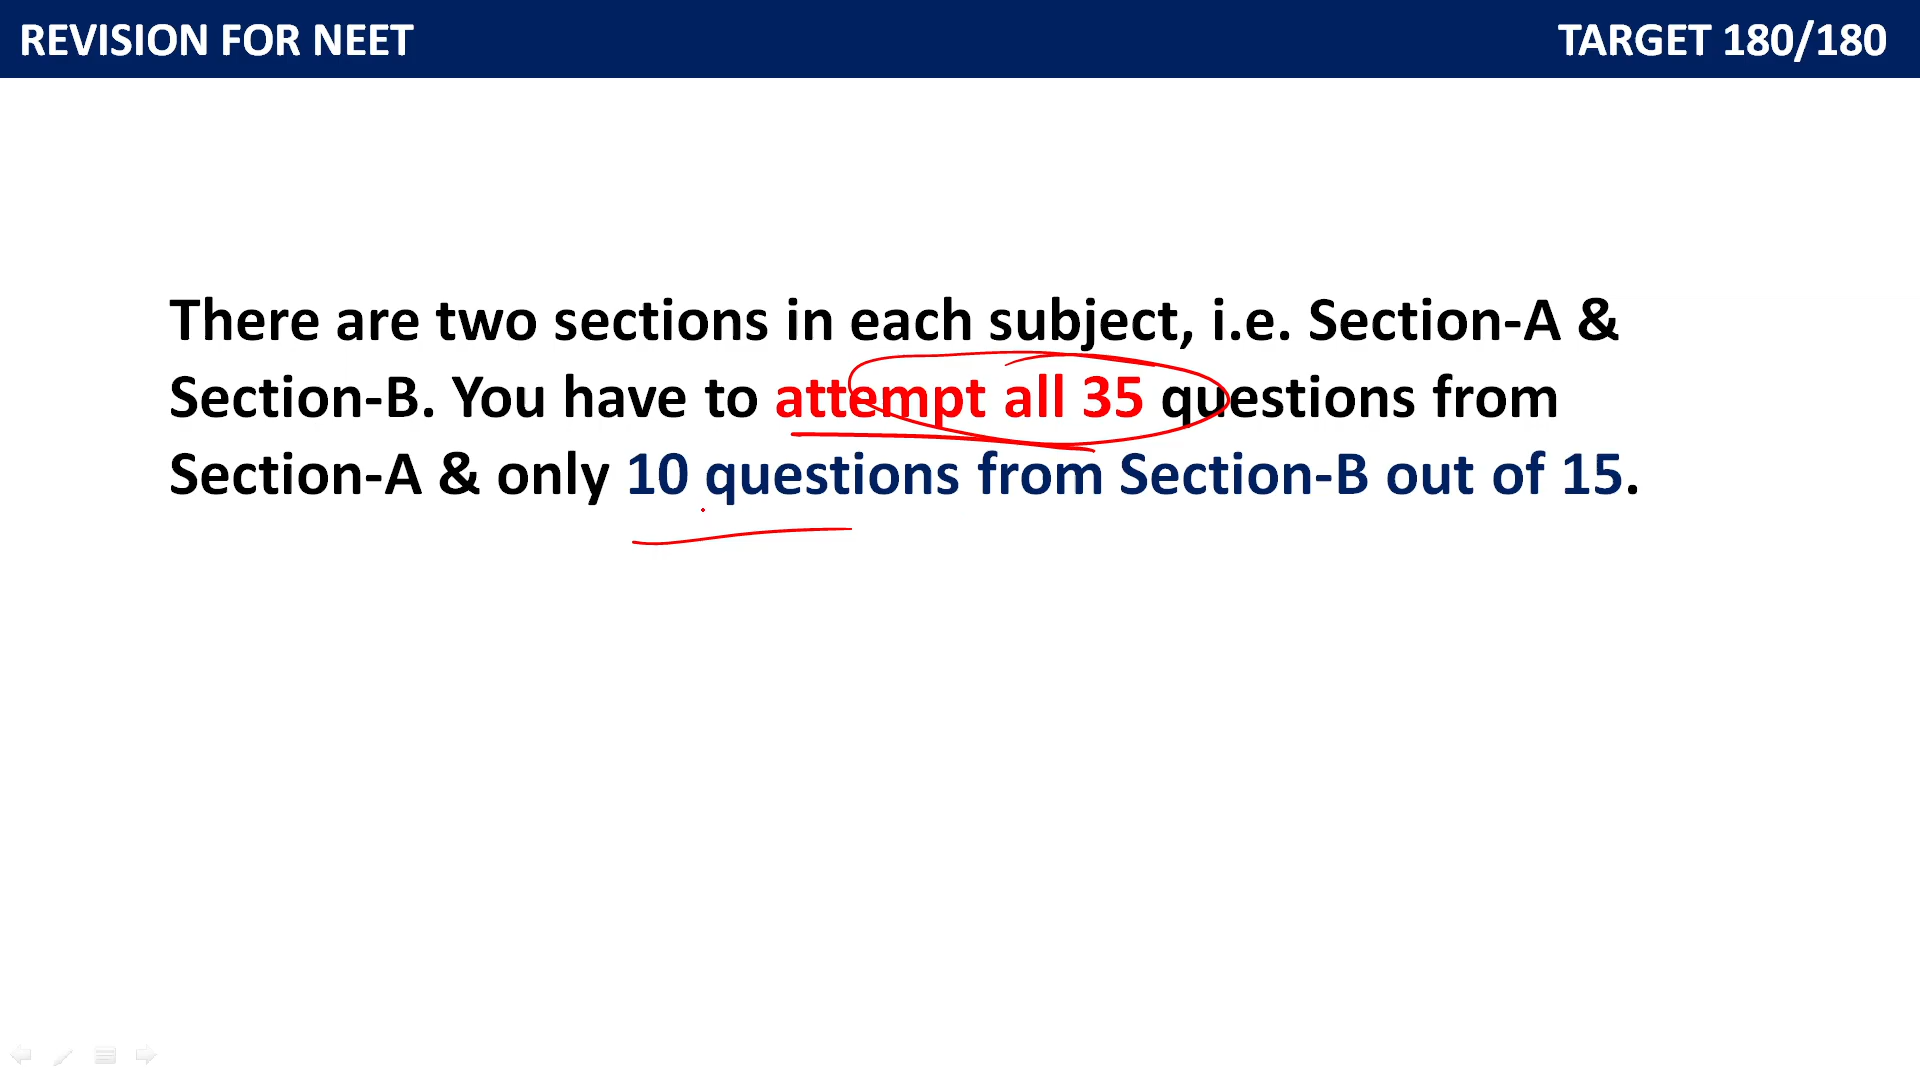 REVISION FOR NEET
TARGET 180/180
There are two sections in each subject, i.e. Section-A &
Section-B. You have to attempt all 35 questions from
Section-A & only 10 questions from Section-B out of 15.